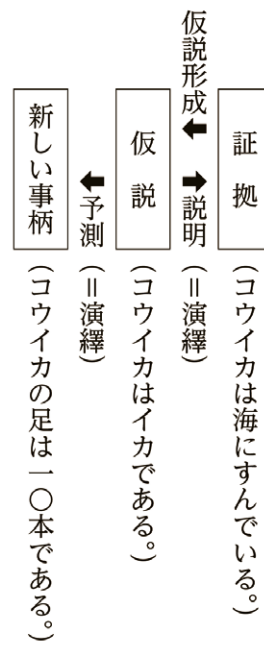 証拠（コウイカは海にすんでいる。）
仮説形成⬅ ➡説明（＝演繹）
仮説（コウイカはイカである。）
⬅予測（＝演繹）
新しい事柄（コウイカの足は一〇本である。）